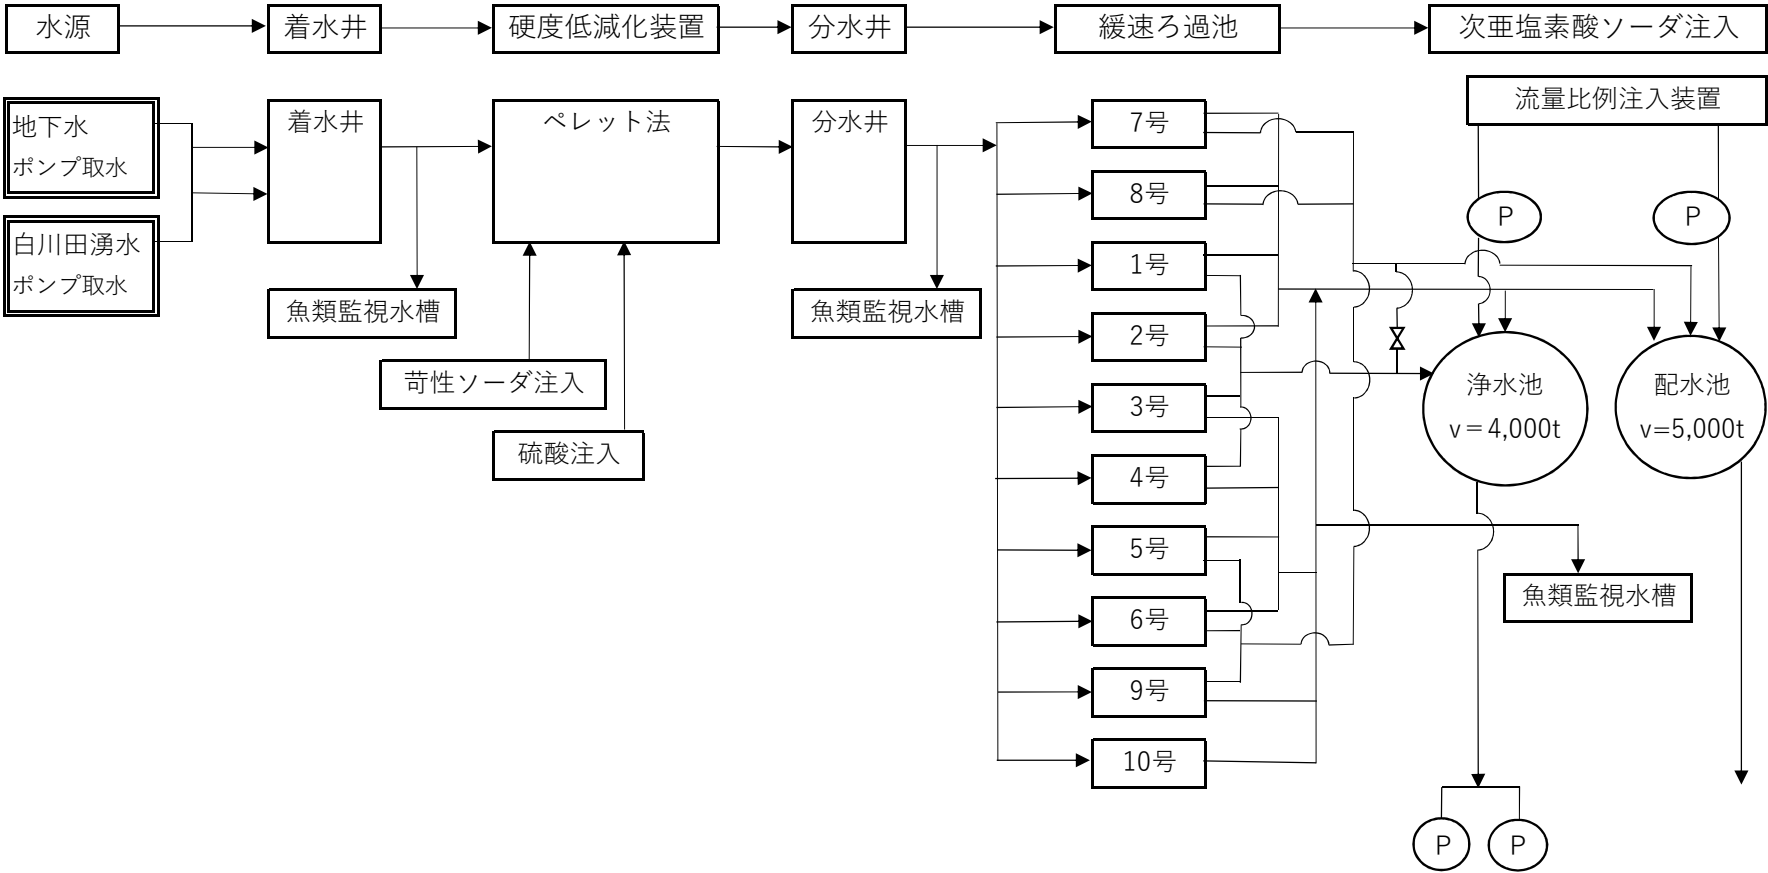 水源
着水井
硬度低減化装置
分水井
緩速ろ過池
次亜塩素酸ソーダ注入
地下水
ポンプ取水
白川田湧水
ポンプ取水
着水井
魚類監視水槽
ペレット法
苛性ソーダ注入
硫酸注入
分水井
魚類監視水槽
7号
8号
1号
2号
3号
4号
5号
6号
9号
10号
流量比例注入装置
P
P
浄水池
v＝4,000t
配水池
v=5,000t
魚類監視水槽
P
P